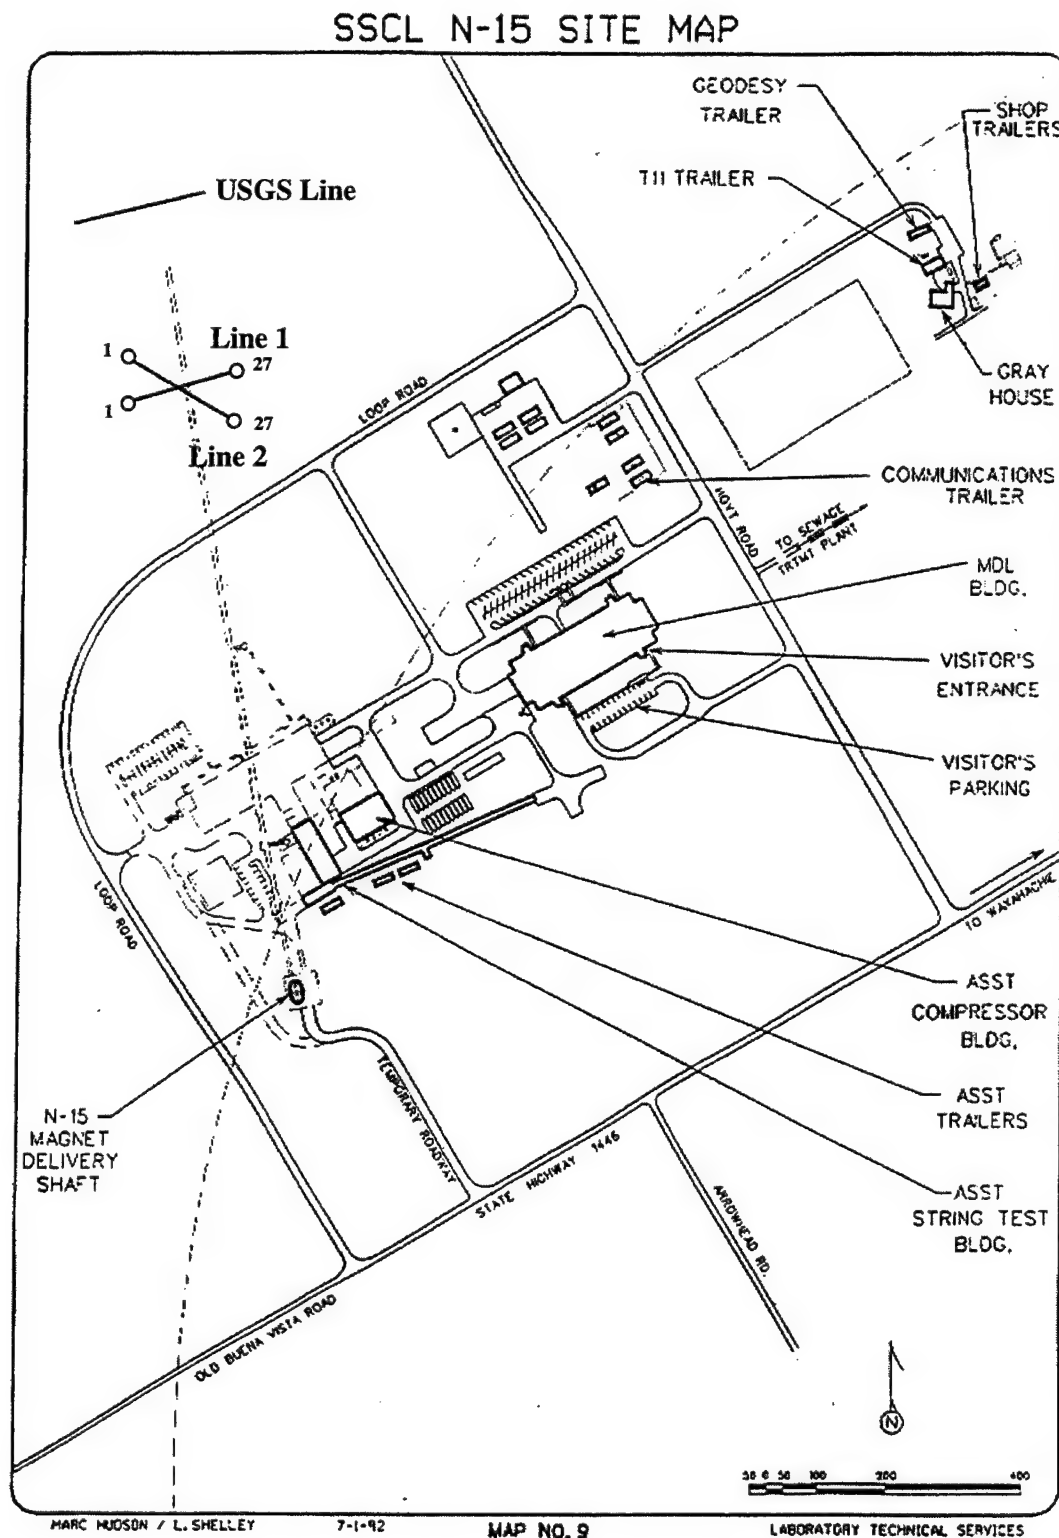 SSCL N-15 SITE MAP
GEODESY
TRAILER
SHOP
TRAILERS
T11 TRAILER
USGS Line
1
Line 1
27
1
27
Line 2
LOOP ROAD
GRAY
HOUSE
COMMUNICATIONS
TRAILER
HOYT ROAD
TO SEWAGE
TRTMT PLANT
MDL
BLDG.
VISITOR'S
ENTRANCE
VISITOR'S
PARKING
LOOP ROAD
TO WAXAHACHIE
ASST
COMPRESSOR
BLDG.
ASST
TRAILERS
ASST
STRING TEST
BLDG.
N-15
MAGNET
DELIVERY
SHAFT
TEMPORARY ROADWAY
STATE HIGHWAY 1446
ARROWHEAD RD.
OLD BUENA VISTA ROAD
N
50 0 50 100 200 400
MARC HUDSON / L. SHELLEY 7-1-92 MAP NO. 9 LABORATORY TECHNICAL SERVICES